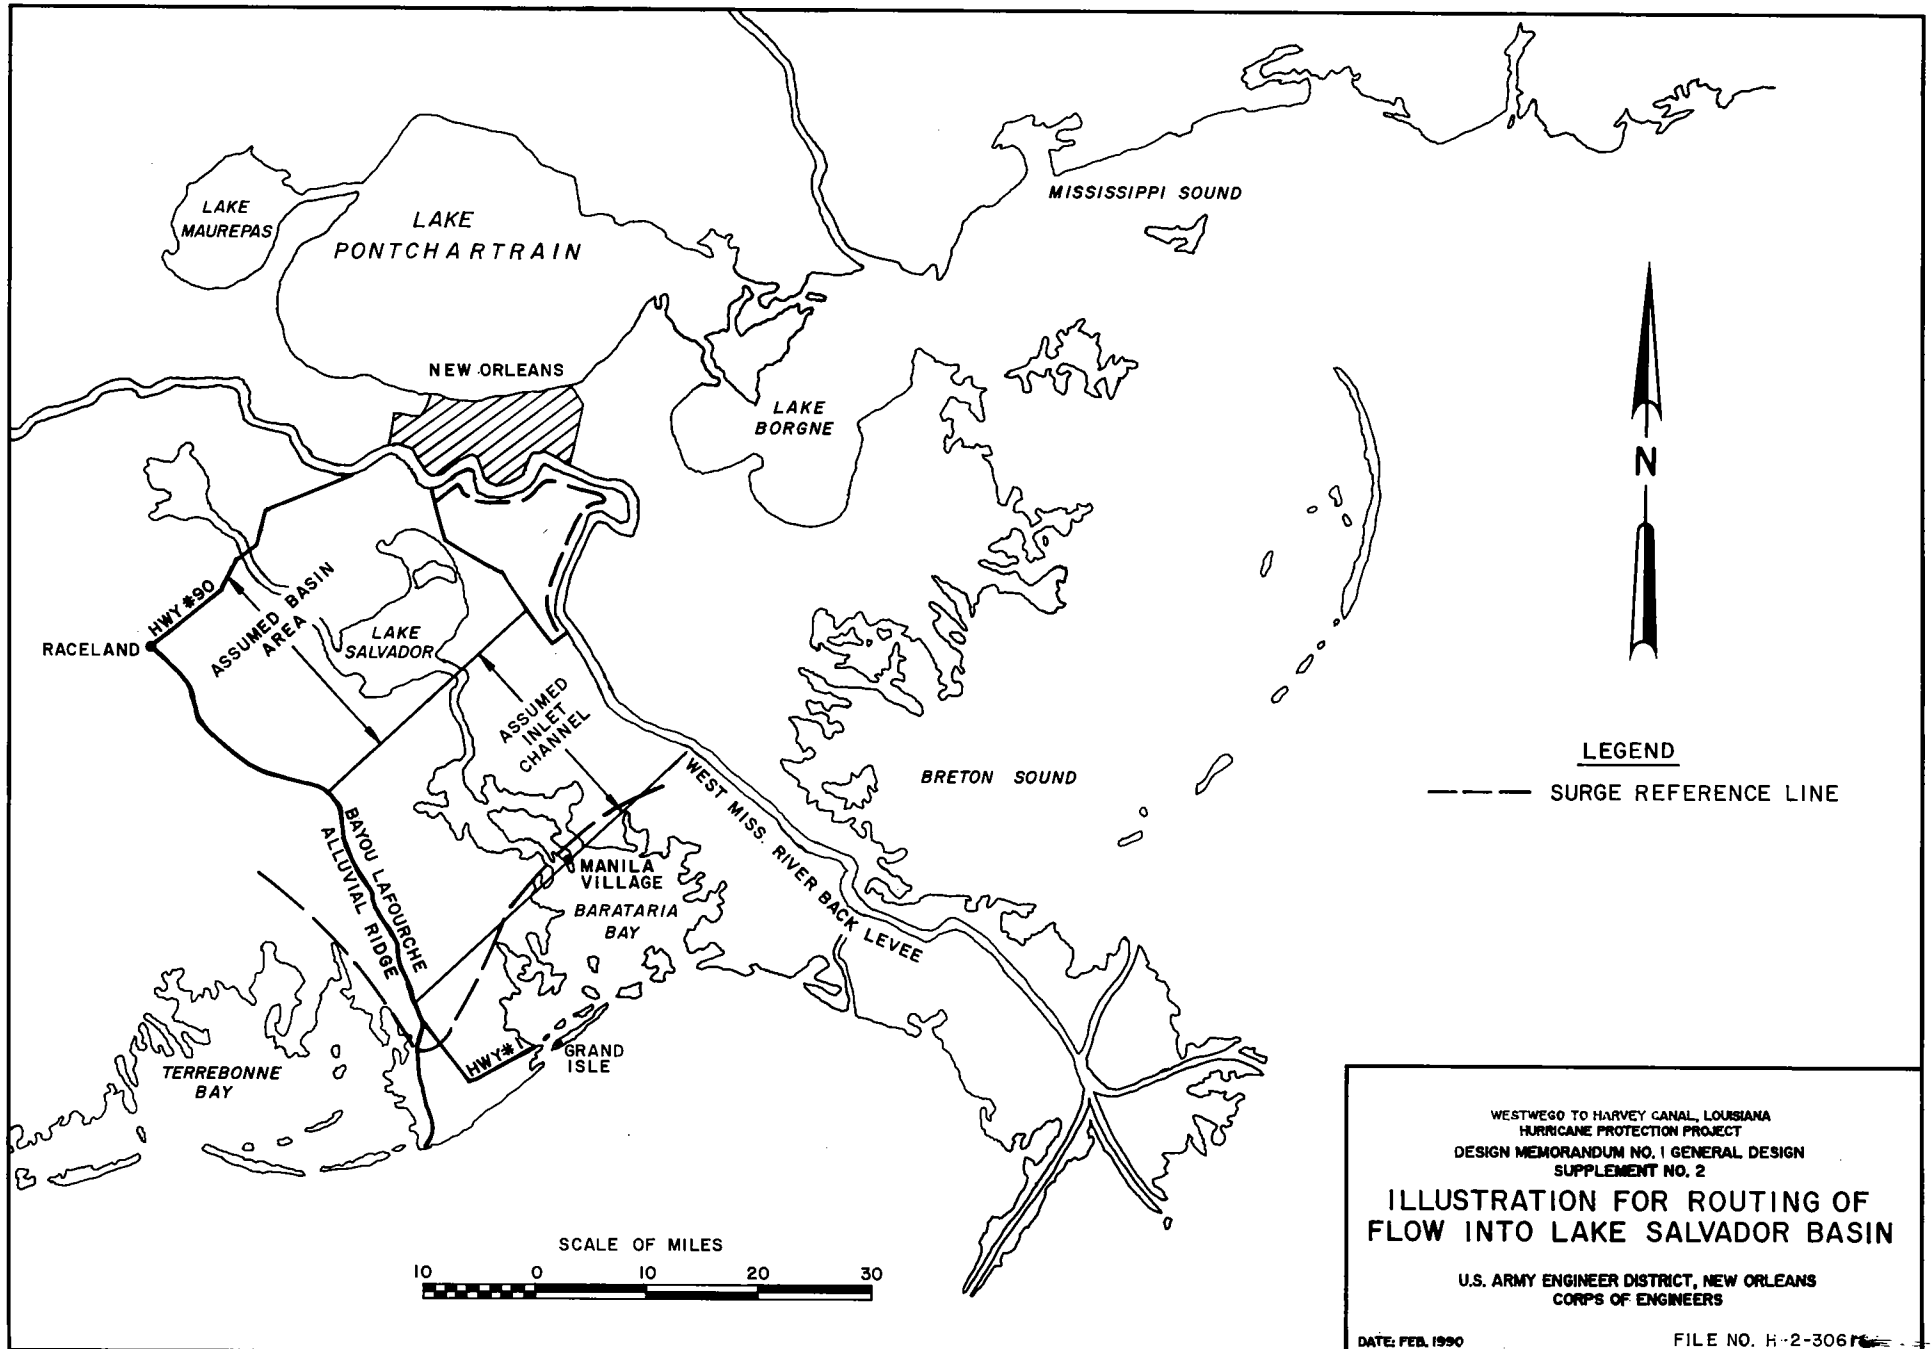 LAKE
MAUREPAS
LAKE
PONTCHARTRAIN
MISSISSIPPI SOUND
NEW ORLEANS
LAKE
BORGNE
N
HWY #90
RACELAND
ASSUMED BASIN
AREA
LAKE
SALVADOR
ASSUMED
INLET
CHANNEL
WEST MISS. RIVER BACK LEVEE
BRETON SOUND
LEGEND
SURGE REFERENCE LINE
BAYOU LAFOURCHE
ALLUVIAL RIDGE
MANILA
VILLAGE
BARATARIA
BAY
HWY #1
GRAND
ISLE
TERREBONNE
BAY
SCALE OF MILES
10 0 10 20 30
WESTWEGO TO HARVEY CANAL, LOUISIANA
HURRICANE PROTECTION PROJECT
DESIGN MEMORANDUM NO. 1 GENERAL DESIGN
SUPPLEMENT NO. 2
ILLUSTRATION FOR ROUTING OF
FLOW INTO LAKE SALVADOR BASIN
U.S. ARMY ENGINEER DISTRICT, NEW ORLEANS
CORPS OF ENGINEERS
DATE: FEB. 1990
FILE NO.